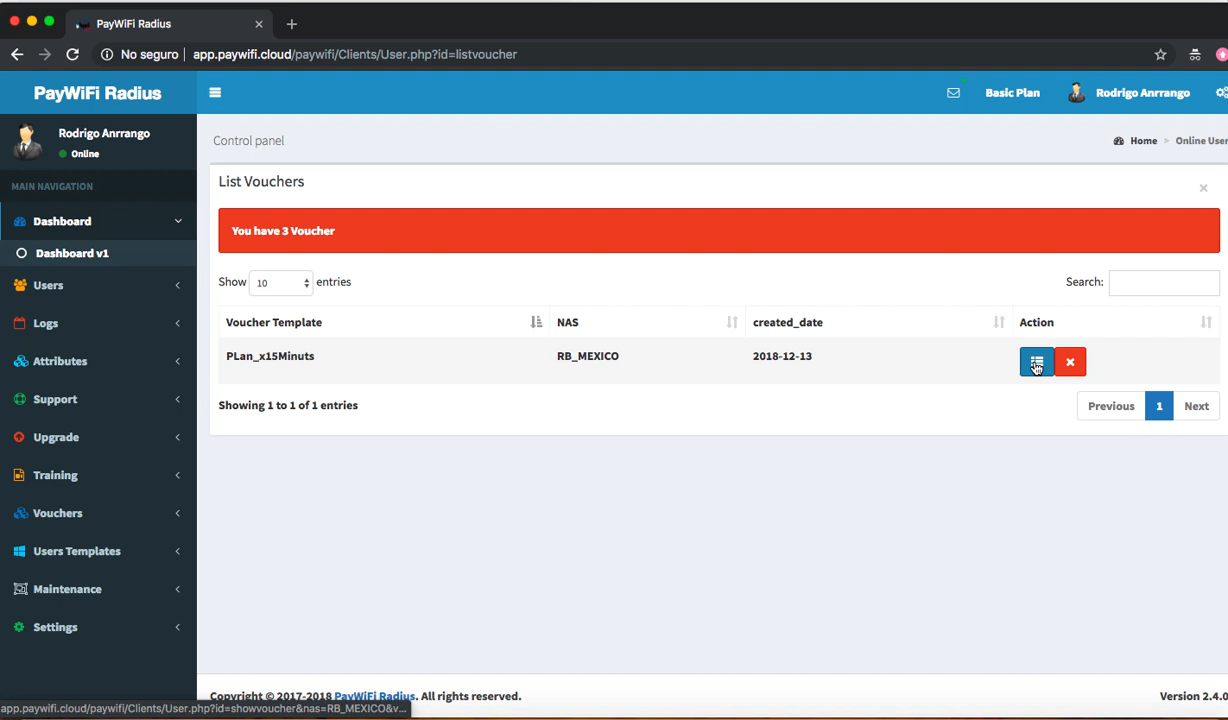 PayWiFi Radius
No seguro | app.paywifi.cloud/paywifi/Clients/User.php?id=listvoucher
PayWiFi Radius
Basic Plan
Rodrigo Anrrango
Rodrigo Anrrango
Online
Control panel
Home > Online User
MAIN NAVIGATION
List Vouchers
×
Dashboard
You have 3 Voucher
Dashboard v1
Users
Show 10 entries
Search:
Logs
Voucher Template NAS created_date Action
PLan_x15Minuts RB_MEXICO 2018-12-13
Attributes
Support
Showing 1 to 1 of 1 entries
Previous 1 Next
Upgrade
Training
Vouchers
Users Templates
Maintenance
Settings
Copyright © 2017-2018 PayWiFi Radius. All rights reserved.
Version 2.4.0
app.paywifi.cloud/paywifi/Clients/User.php?id=showvoucher&nas=RB_MEXICO&v...